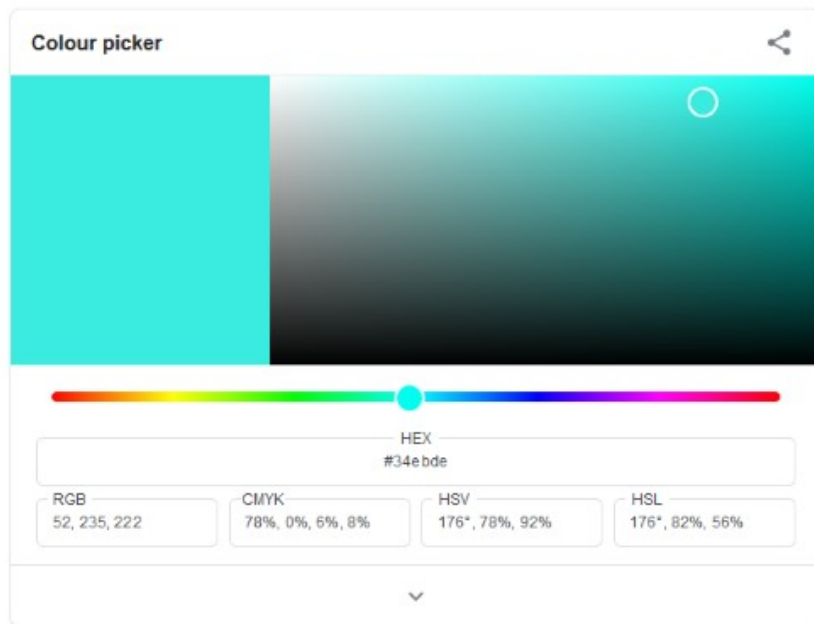 Colour picker
HEX
#34ebde
RGB
52, 235, 222
CMYK
78%, 0%, 6%, 8%
HSV
176°, 78%, 92%
HSL
176°, 82%, 56%